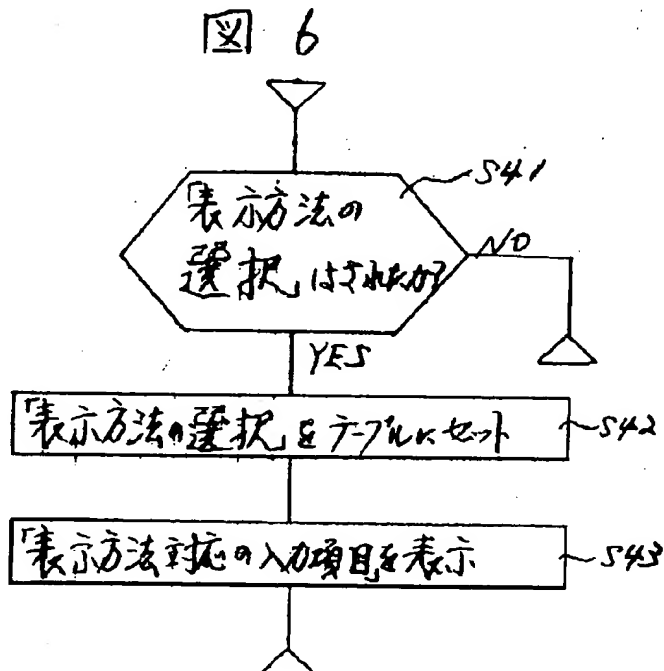 図 6
S41
「表示方法の
選択」はされたか?
NO
YES
「表示方法の選択」をテーブルにセット
S42
「表示方法対応の入力項目」を表示
S43